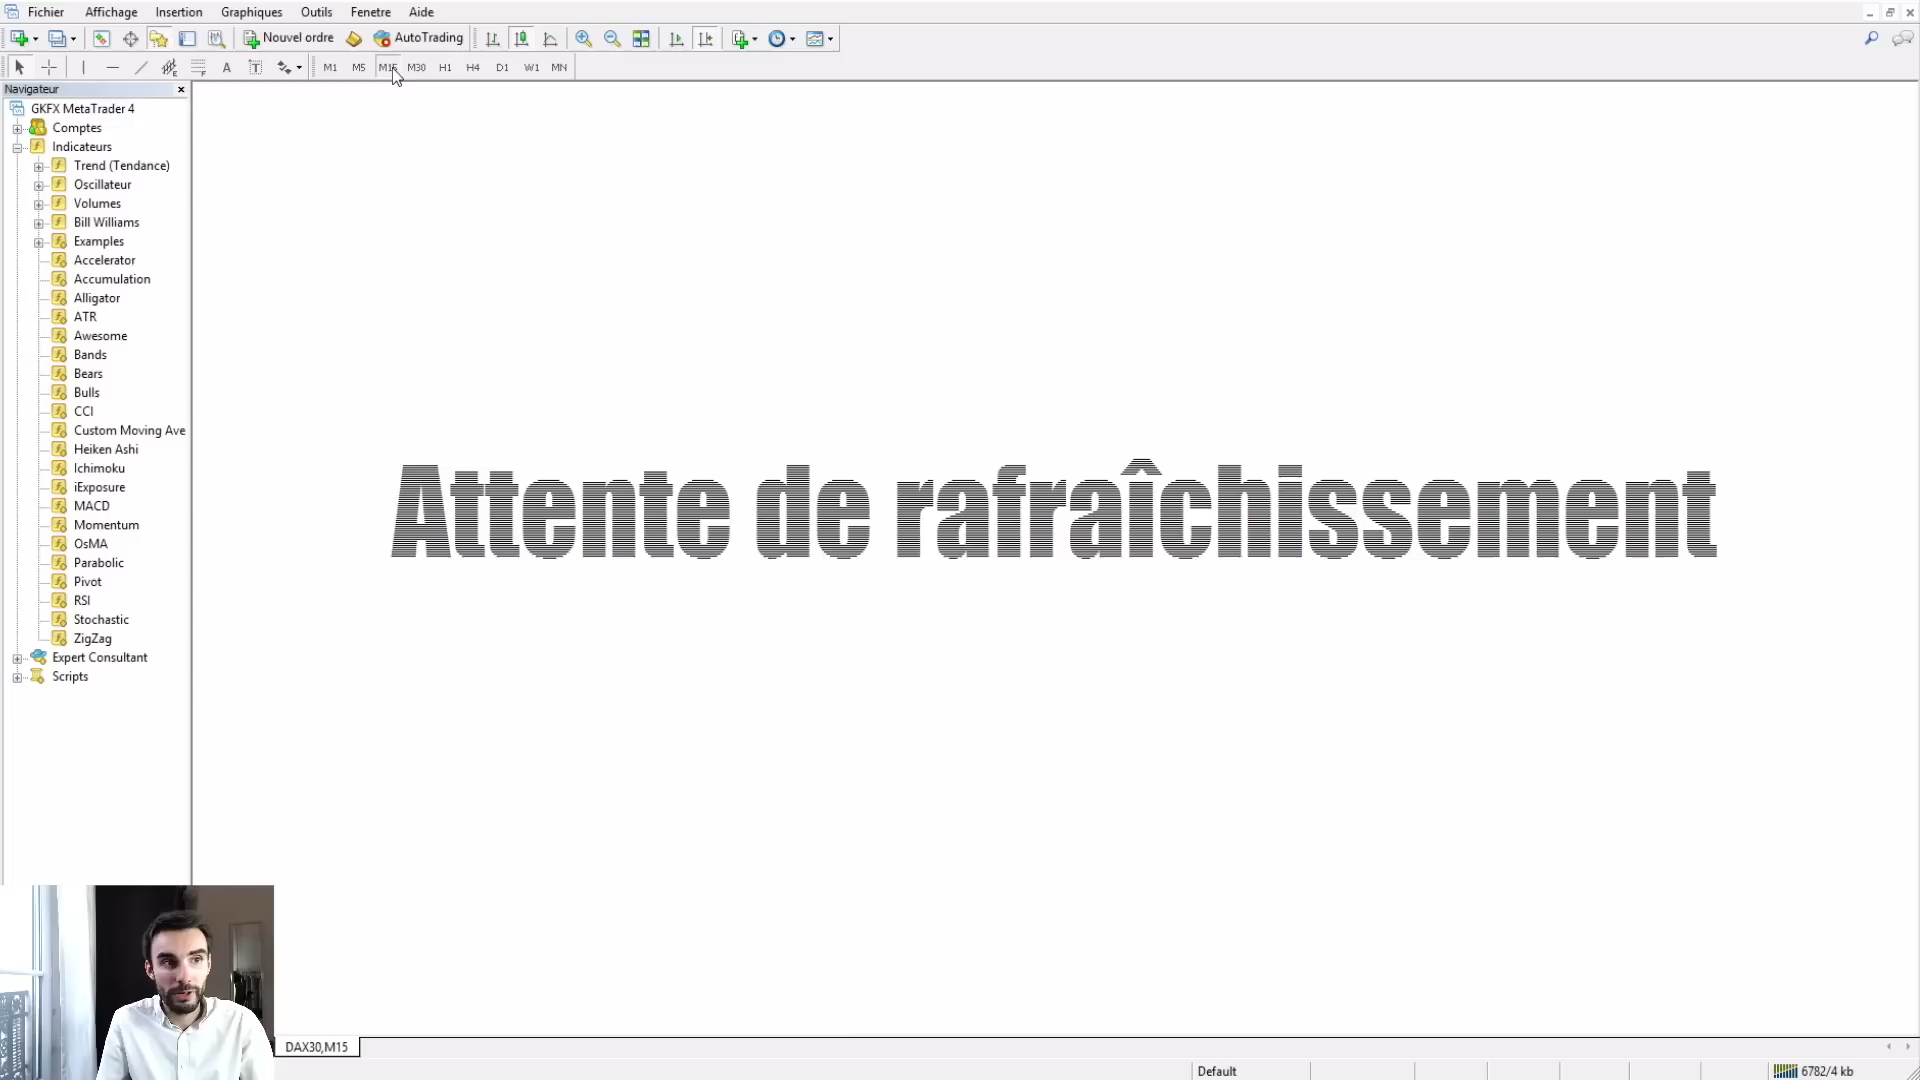 Fichier Affichage Insertion Graphiques Outils Fenetre Aide
Nouvel ordre AutoTrading
A T M1 M5 M15 M30 H1 H4 D1 W1 MN
Navigateur
GKFX MetaTrader 4
Comptes
Indicateurs
Trend (Tendance)
Oscillateur
Volumes
Bill Williams
Examples
Accelerator
Accumulation
Alligator
ATR
Awesome
Bands
Bears
Bulls
CCI
Custom Moving Ave
Heiken Ashi
Ichimoku
iExposure
MACD
Momentum
OsMA
Parabolic
Pivot
RSI
Stochastic
ZigZag
Expert Consultant
Scripts
Attente de rafraîchissement
DAX30,M15
Default
6782/4 kb